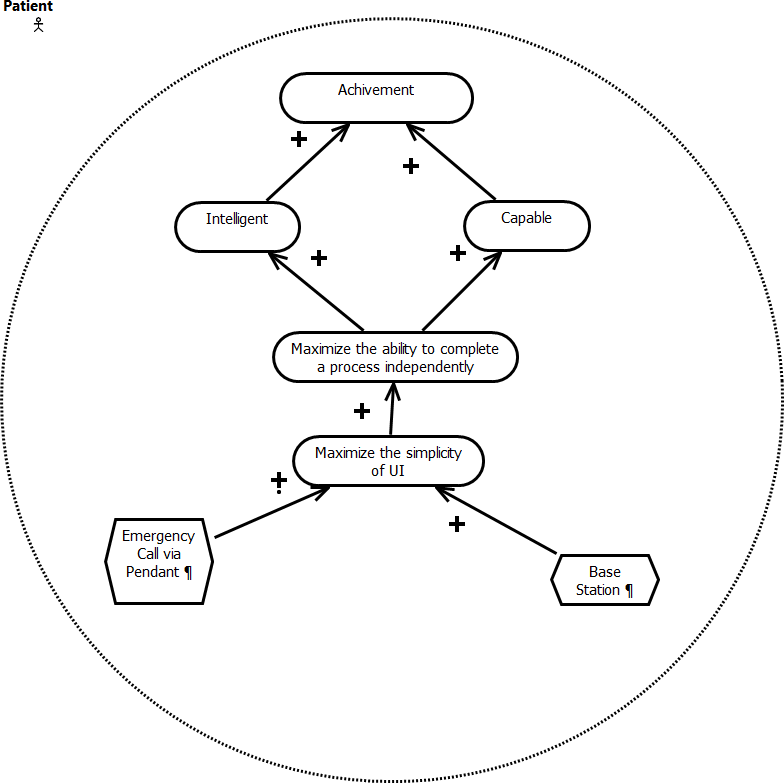 Patient
Achivement
+
+
Intelligent
Capable
+
+
Maximize the ability to complete
a process independently
+
Maximize the simplicity
of UI
+
+
Emergency
Call via
Pendant ¶
Base
Station ¶